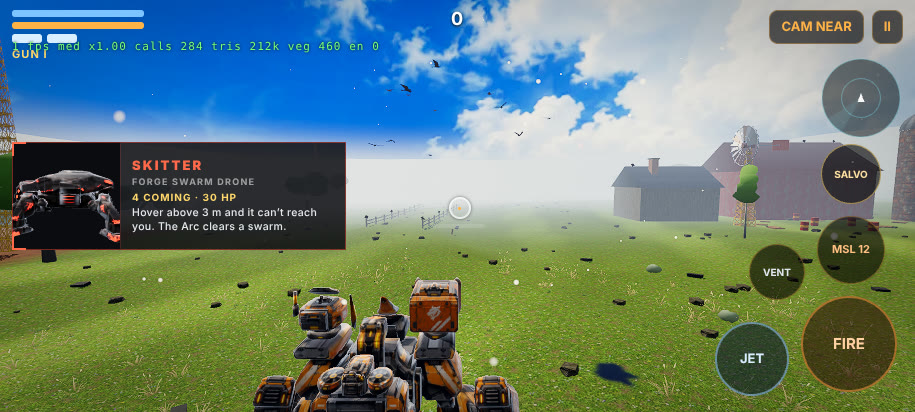 0
CAM NEAR
II
1 fps med x1.00 calls 284 tris 212k veg 460 en 0
GUN I
SKITTER
FORGE SWARM DRONE
4 COMING · 30 HP
Hover above 3 m and it can't reach
you. The Arc clears a swarm.
SALVO
MSL 12
VENT
JET
FIRE